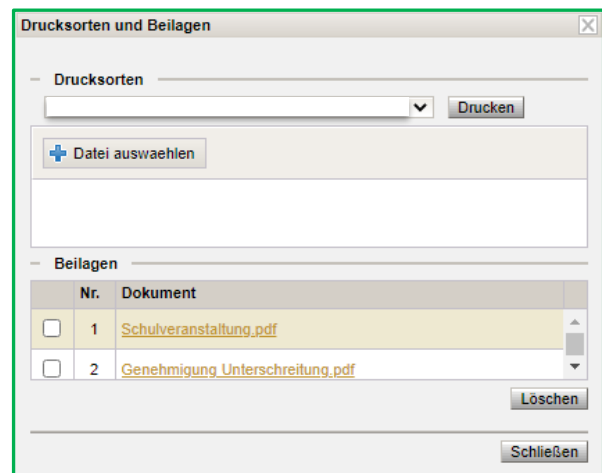 Drucksorten und Beilagen
Drucksorten
Drucken
Datei auswaehlen
Beilagen
Nr. Dokument
1 Schulveranstaltung.pdf
2 Genehmigung Unterschreitung.pdf
Löschen
Schließen